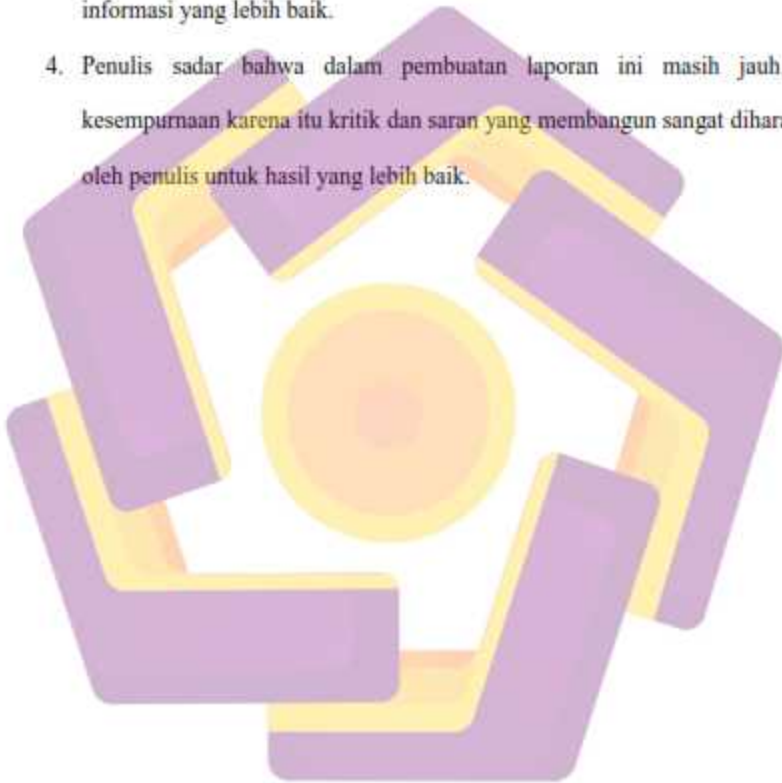 informasi yang lebih baik.
4. Penulis sadar bahwa dalam pembuatan laporan ini masih jauh
kesempurnaan karena itu kritik dan saran yang membangun sangat
oleh penulis untuk hasil yang lebih baik.